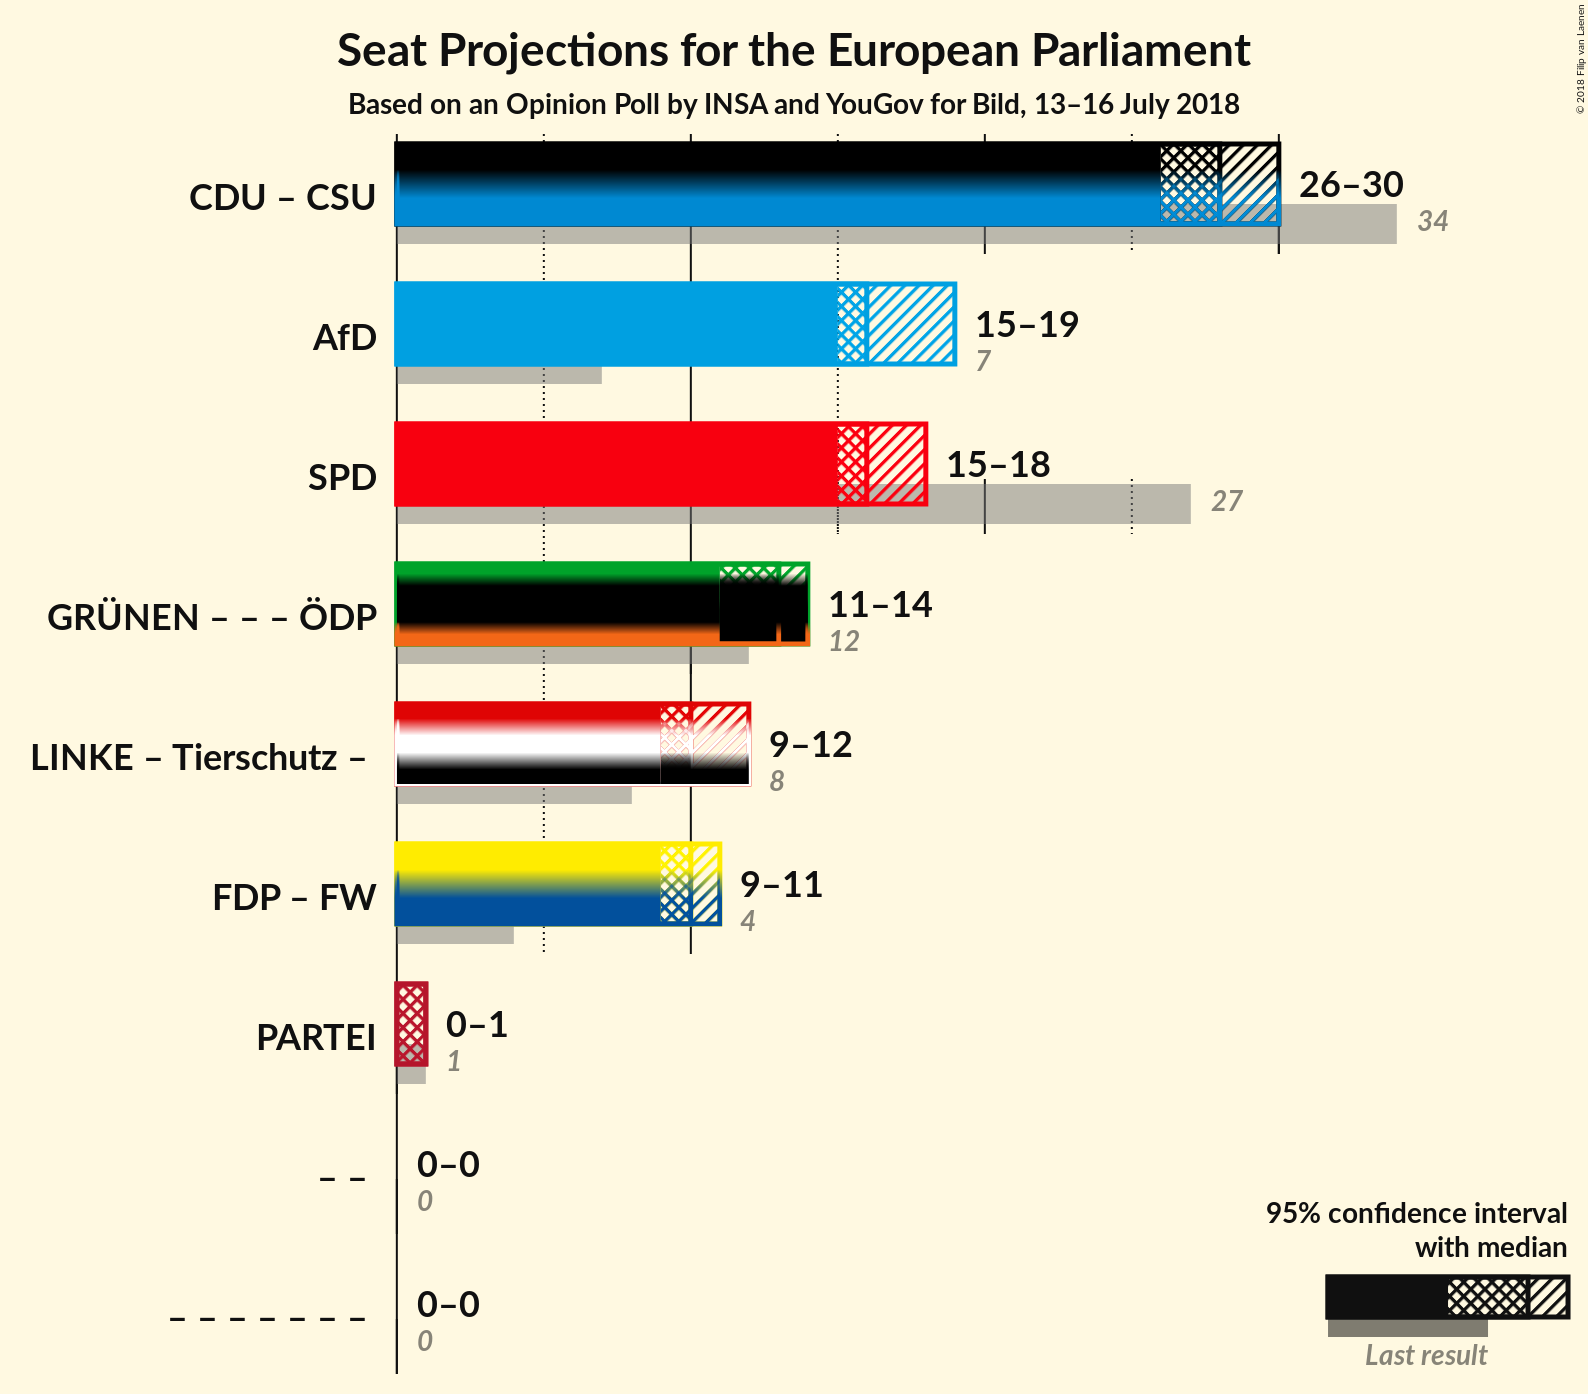 Seat Projections for the European Parliament
Based on an Opinion Poll by INSA and YouGov for Bild, 13–16 July 2018
© 2018 Filip van Laenen
CDU – CSU
26–30
34
AfD
15–19
7
SPD
15–18
27
GRÜNEN – – – ÖDP
11–14
12
LINKE – Tierschutz –
9–12
8
FDP – FW
9–11
4
PARTEI
0–1
1
– –
0–0
0
– – – – – – –
0–0
0
95% confidence interval
with median
Last result